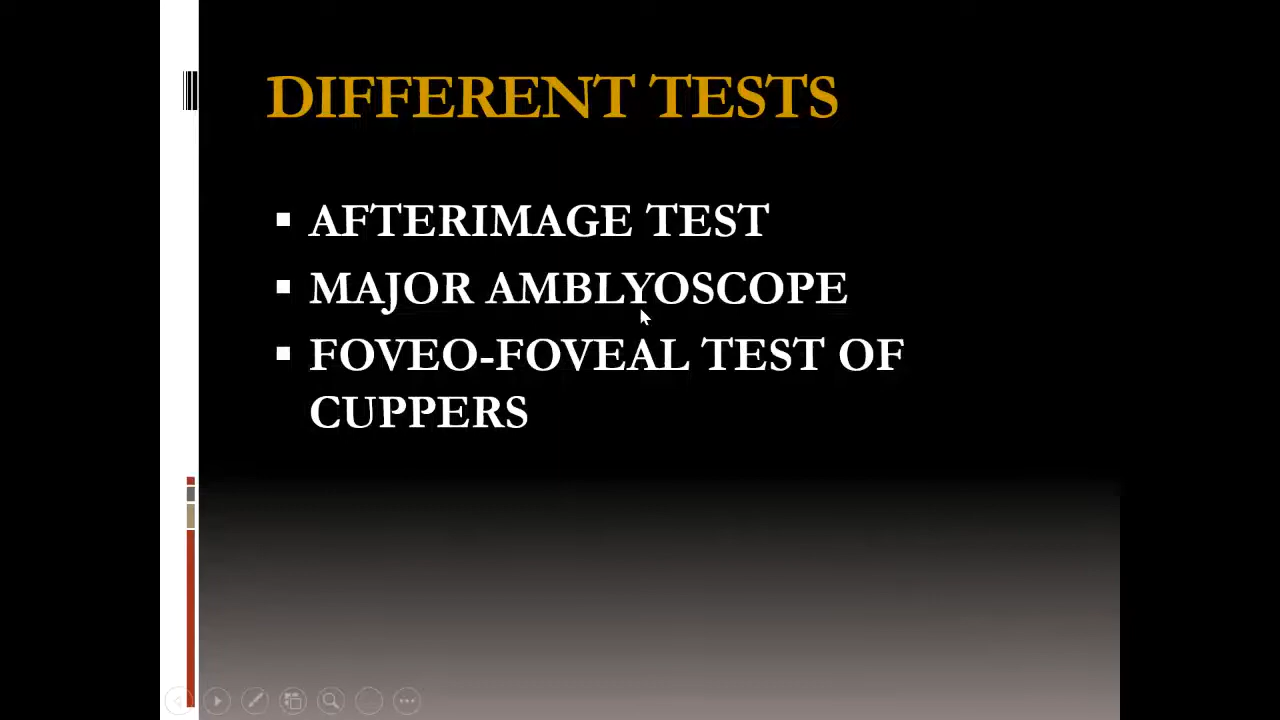 DIFFERENT TESTS
▪ AFTERIMAGE TEST
▪ MAJOR AMBLYOSCOPE
▪ FOVEO-FOVEAL TEST OF
CUPPERS